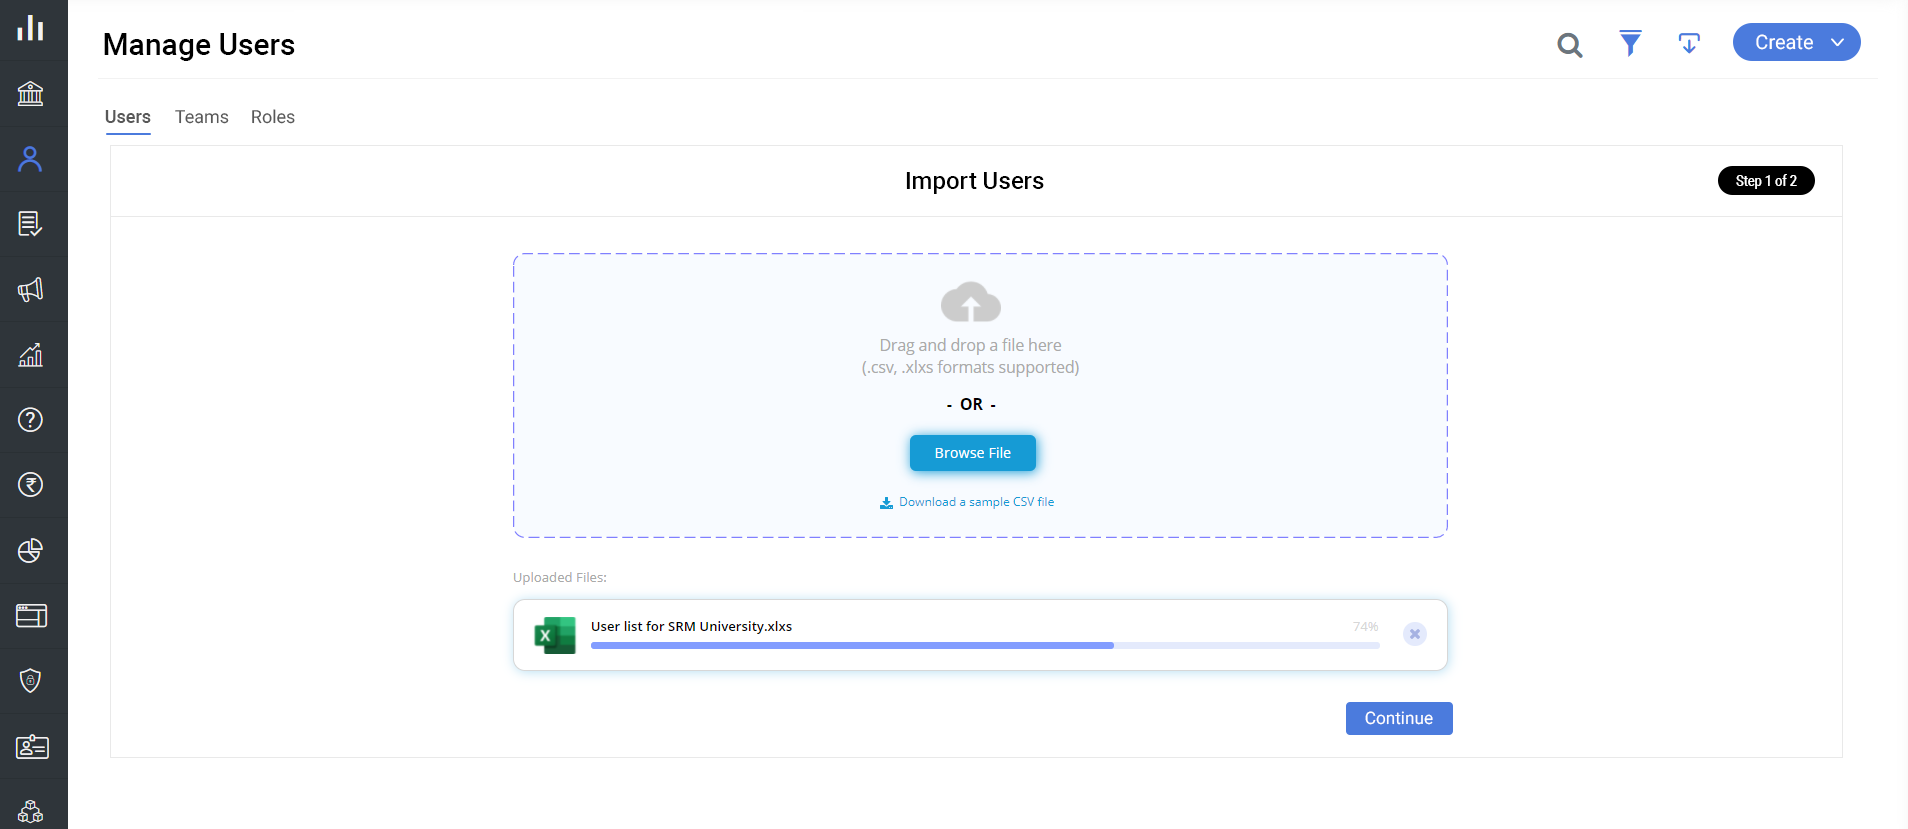 Manage Users
Create
Users
Teams
Roles
Import Users
Step 1 of 2
Drag and drop a file here
(.csv, .xlxs formats supported)
- OR -
Browse File
Download a sample CSV file
Uploaded Files:
X
User list for SRM University.xlxs
74%
Continue